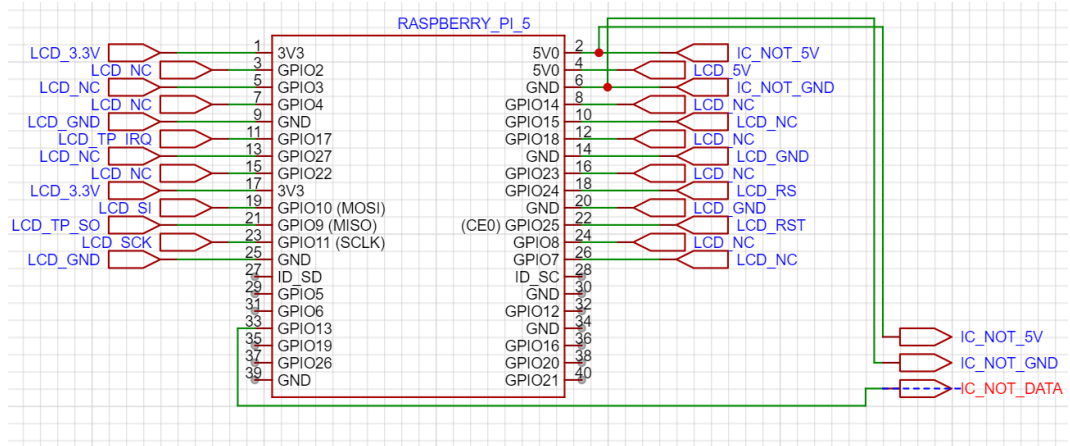 RASPBERRY_PI_5
LCD_3.3V 1 3V3 5V0 2 IC_NOT_5V
LCD_NC 3 GPIO2 5V0 4 LCD_5V
LCD_NC 5 GPIO3 GND 6 IC_NOT_GND
LCD_NC 7 GPIO4 GPIO14 8 LCD_NC
LCD_GND 9 GND GPIO15 10 LCD_NC
LCD_TP_IRQ 11 GPIO17 GPIO18 12 LCD_NC
LCD_NC 13 GPIO27 GND 14 LCD_GND
LCD_NC 15 GPIO22 GPIO23 16 LCD_NC
LCD_3.3V 17 3V3 GPIO24 18 LCD_RS
LCD_SI 19 GPIO10 (MOSI) GND 20 LCD_GND
LCD_TP_SO 21 GPIO9 (MISO) (CE0) GPIO25 22 LCD_RST
LCD_SCK 23 GPIO11 (SCLK) GPIO8 24 LCD_NC
LCD_GND 25 GND GPIO7 26 LCD_NC
27 ID_SD ID_SC 28
29 GPIO5 GND 30
31 GPIO6 GPIO12 32
33 GPIO13 GND 34 IC_NOT_5V
35 GPIO19 GPIO16 36
37 GPIO26 GPIO20 38 IC_NOT_GND
39 GND GPIO21 40
IC_NOT_DATA